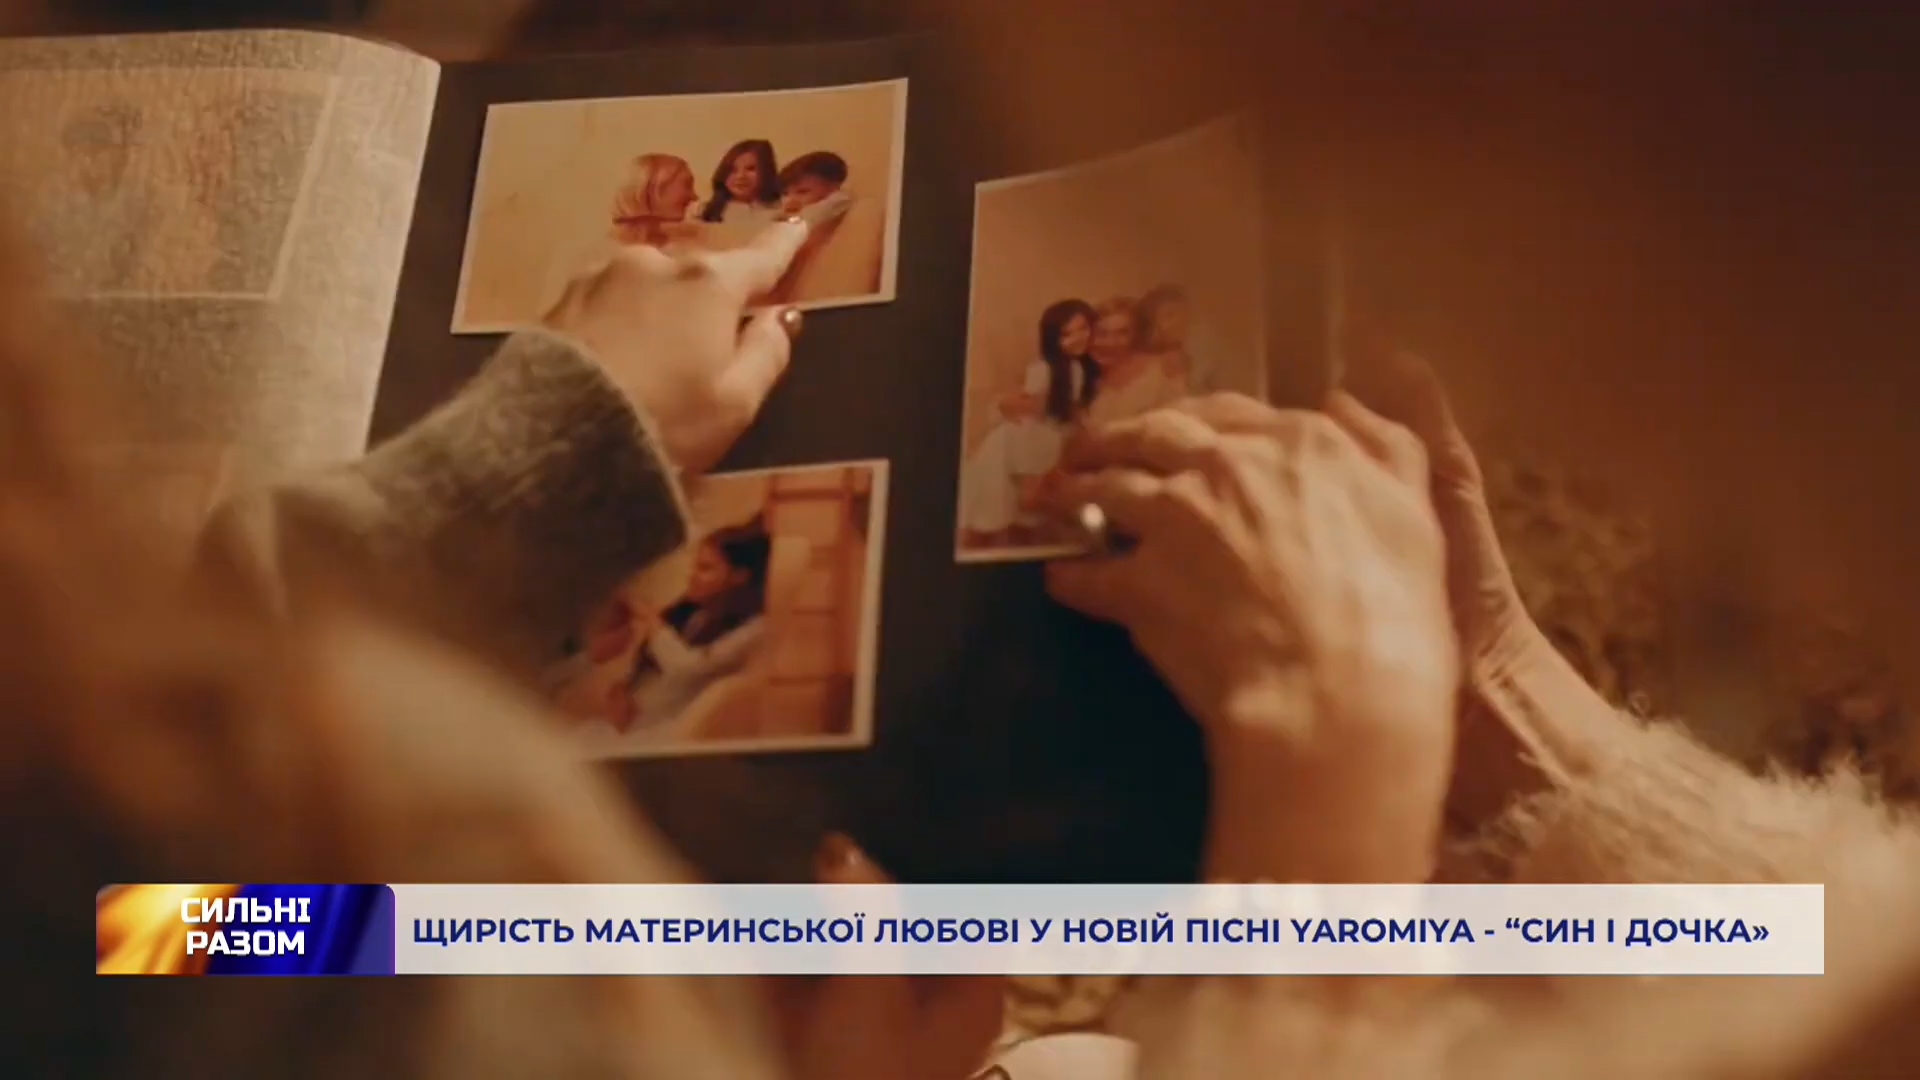 СИЛЬНІ
РАЗОМ
ЩИРІСТЬ МАТЕРИНСЬКОЇ ЛЮБОВІ У НОВІЙ ПІСНІ YAROMIYA - “СИН І ДОЧКА»